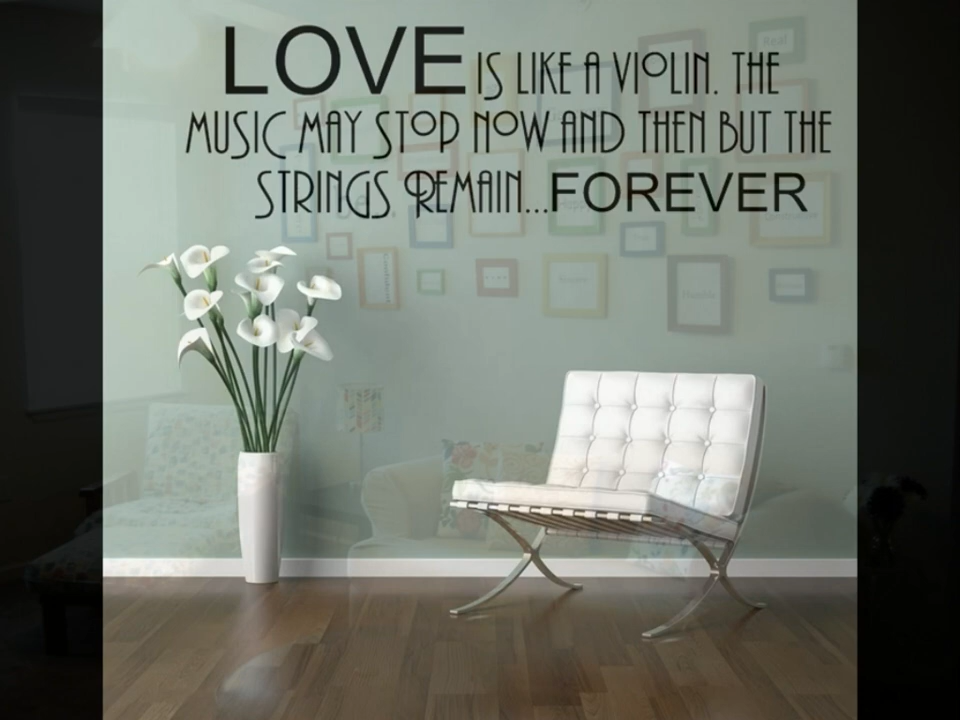 LOVE IS LIKE A VIOLIN. THE
MUSIC MAY STOP NOW AND THEN BUT THE
STRINGS REMAIN...FOREVER